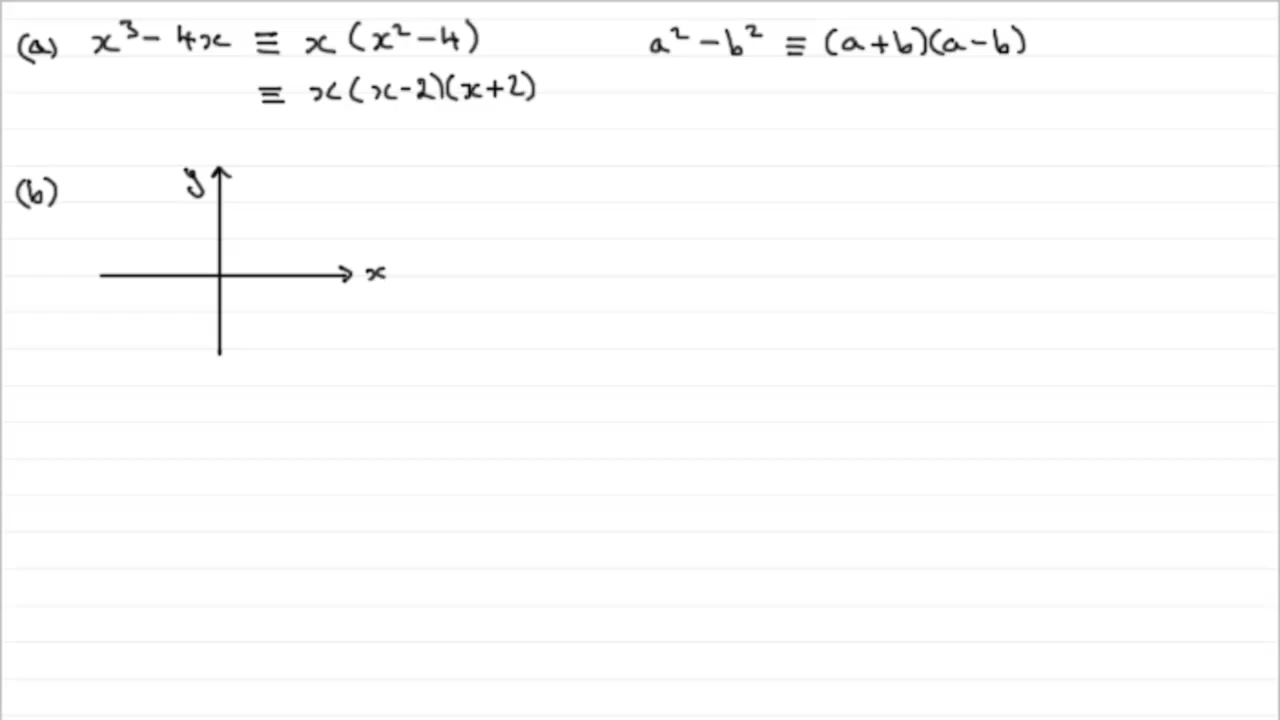 (a) x³ - 4x ≡ x(x² - 4) a² - b² ≡ (a+b)(a-b)
≡ x(x-2)(x+2)
(b) y
x